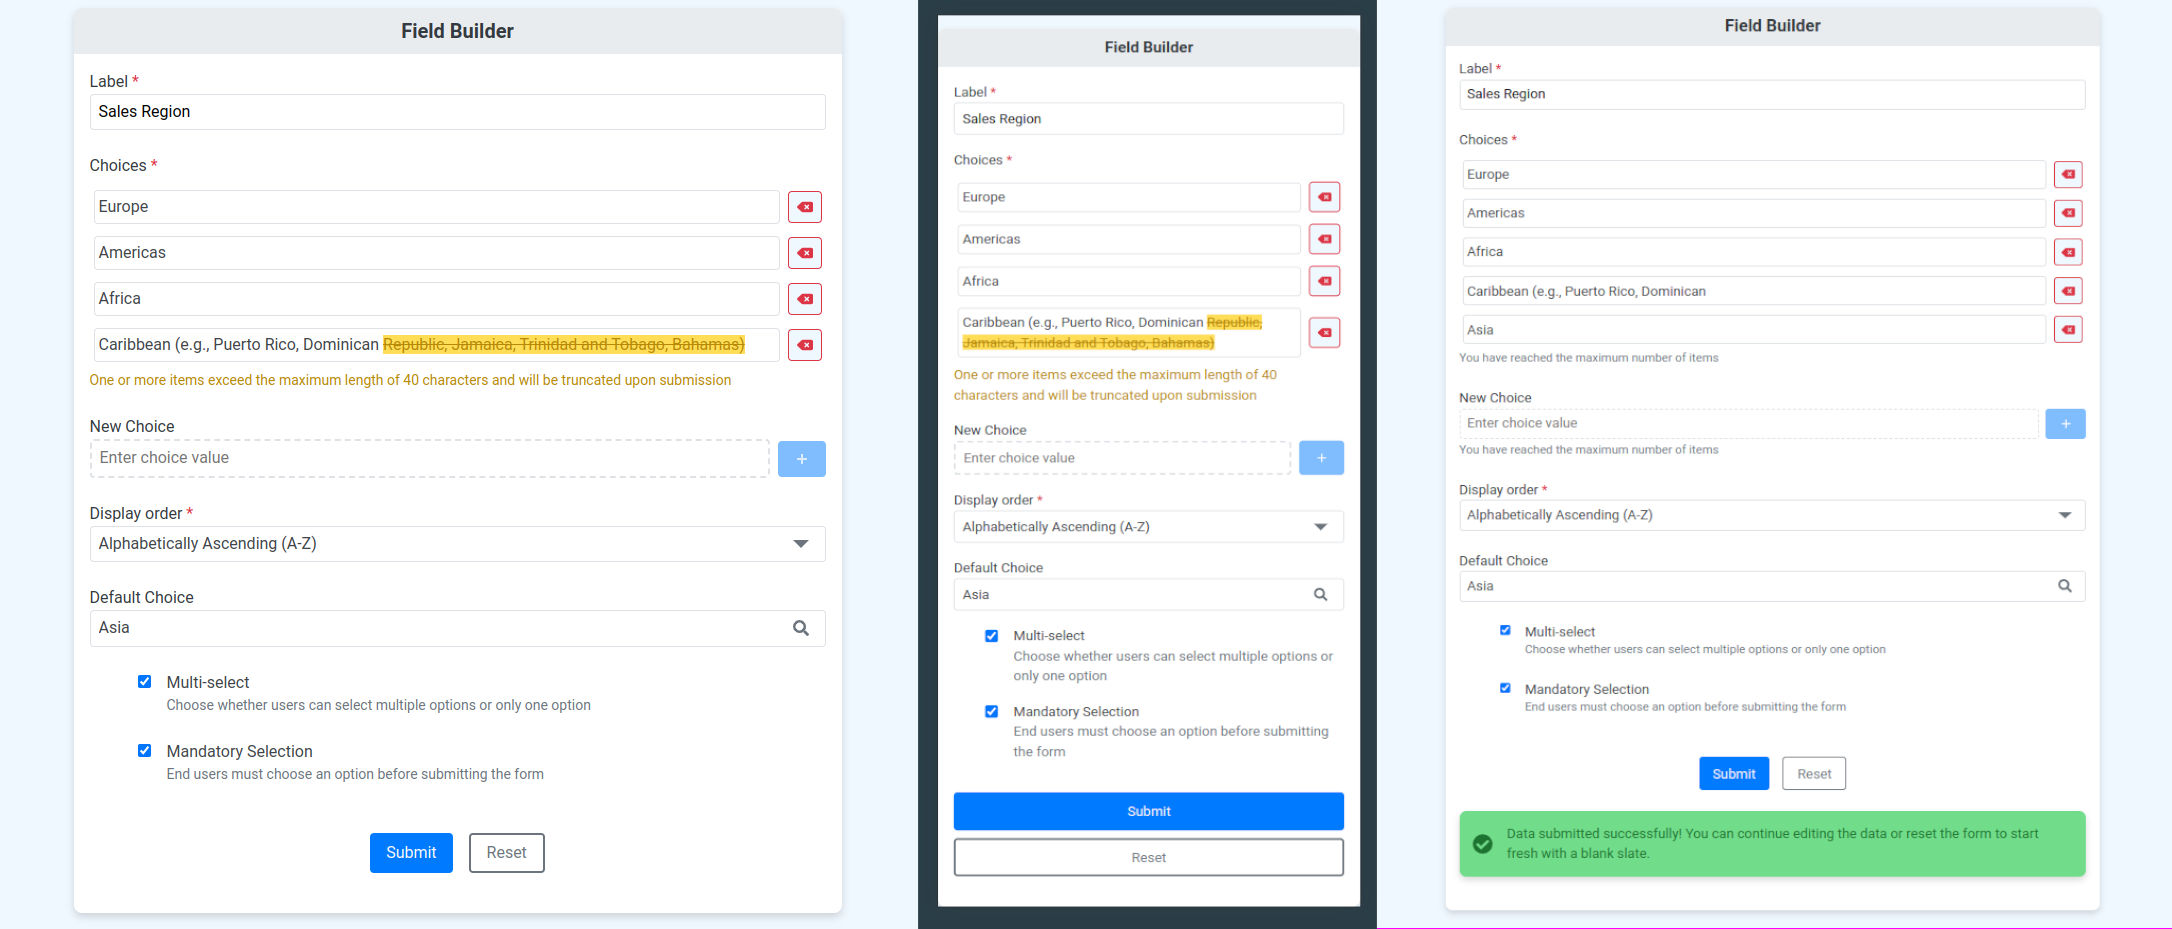 Field Builder
Label *
Sales Region
Choices *
Europe
Americas
Africa
Caribbean (e.g., Puerto Rico, Dominican Republic, Jamaica, Trinidad and Tobago, Bahamas)
One or more items exceed the maximum length of 40 characters and will be truncated upon submission
New Choice
Enter choice value
+
Display order *
Alphabetically Ascending (A-Z)
Default Choice
Asia
Multi-select
Choose whether users can select multiple options or only one option
Mandatory Selection
End users must choose an option before submitting the form
Submit
Reset
Field Builder
Label *
Sales Region
Choices *
Europe
Americas
Africa
Caribbean (e.g., Puerto Rico, Dominican Republic,
Jamaica, Trinidad and Tobago, Bahamas)
One or more items exceed the maximum length of 40
characters and will be truncated upon submission
New Choice
Enter choice value
+
Display order *
Alphabetically Ascending (A-Z)
Default Choice
Asia
Multi-select
Choose whether users can select multiple options or
only one option
Mandatory Selection
End users must choose an option before submitting
the form
Submit
Reset
Field Builder
Label *
Sales Region
Choices *
Europe
Americas
Africa
Caribbean (e.g., Puerto Rico, Dominican
Asia
You have reached the maximum number of items
New Choice
Enter choice value
+
You have reached the maximum number of items
Display order *
Alphabetically Ascending (A-Z)
Default Choice
Asia
Multi-select
Choose whether users can select multiple options or only one option
Mandatory Selection
End users must choose an option before submitting the form
Submit
Reset
Data submitted successfully! You can continue editing the data or reset the form to start
fresh with a blank slate.